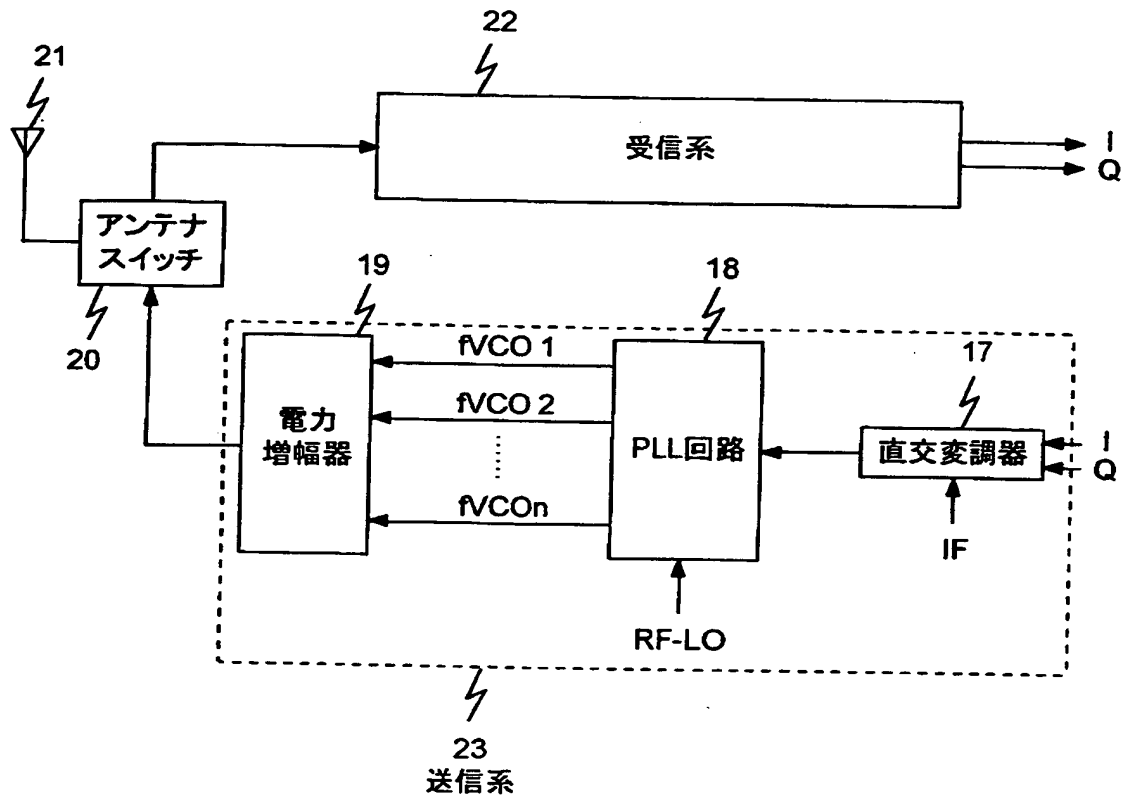 22
21
受信系
I
Q
アンテナ
スイッチ
20
19
18
17
fVCO 1
fVCO 2
fVCOn
電力
増幅器
PLL回路
直交変調器
I
Q
IF
RF-LO
23
送信系